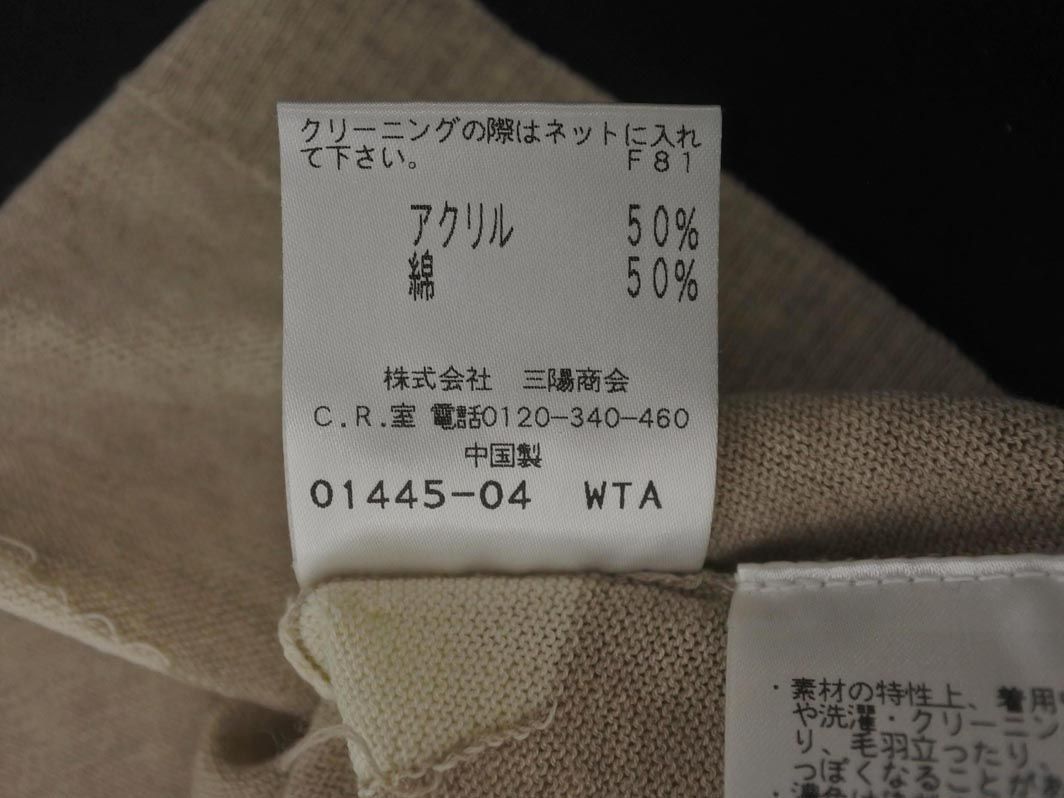 クリーニングの際はネットに入れ
て下さい。 F81
アクリル 50%
綿 50%
株式会社 三陽商会
C.R.室 電話0120-340-460
中国製
01445-04 WTA
・素材の特性上、着用
や洗濯・クリーニン
り、毛羽立ったり、
っぽくなることが